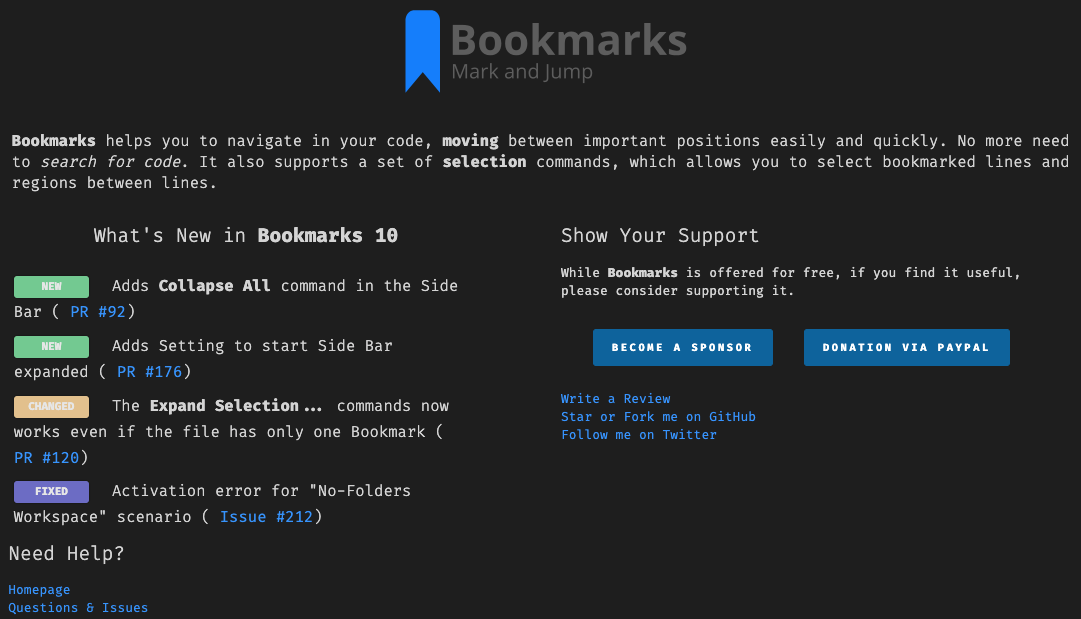 Bookmarks
Mark and Jump
Bookmarks helps you to navigate in your code, moving between important positions easily and quickly. No more need
to search for code. It also supports a set of selection commands, which allows you to select bookmarked lines and
regions between lines.
What's New in Bookmarks 10
NEW Adds Collapse All command in the Side
Bar ( PR #92)
NEW Adds Setting to start Side Bar
expanded ( PR #176)
CHANGED The Expand Selection... commands now
works even if the file has only one Bookmark (
PR #120)
FIXED Activation error for "No-Folders
Workspace" scenario ( Issue #212)
Show Your Support
While Bookmarks is offered for free, if you find it useful,
please consider supporting it.
BECOME A SPONSOR DONATION VIA PAYPAL
Write a Review
Star or Fork me on GitHub
Follow me on Twitter
Need Help?
Homepage
Questions & Issues